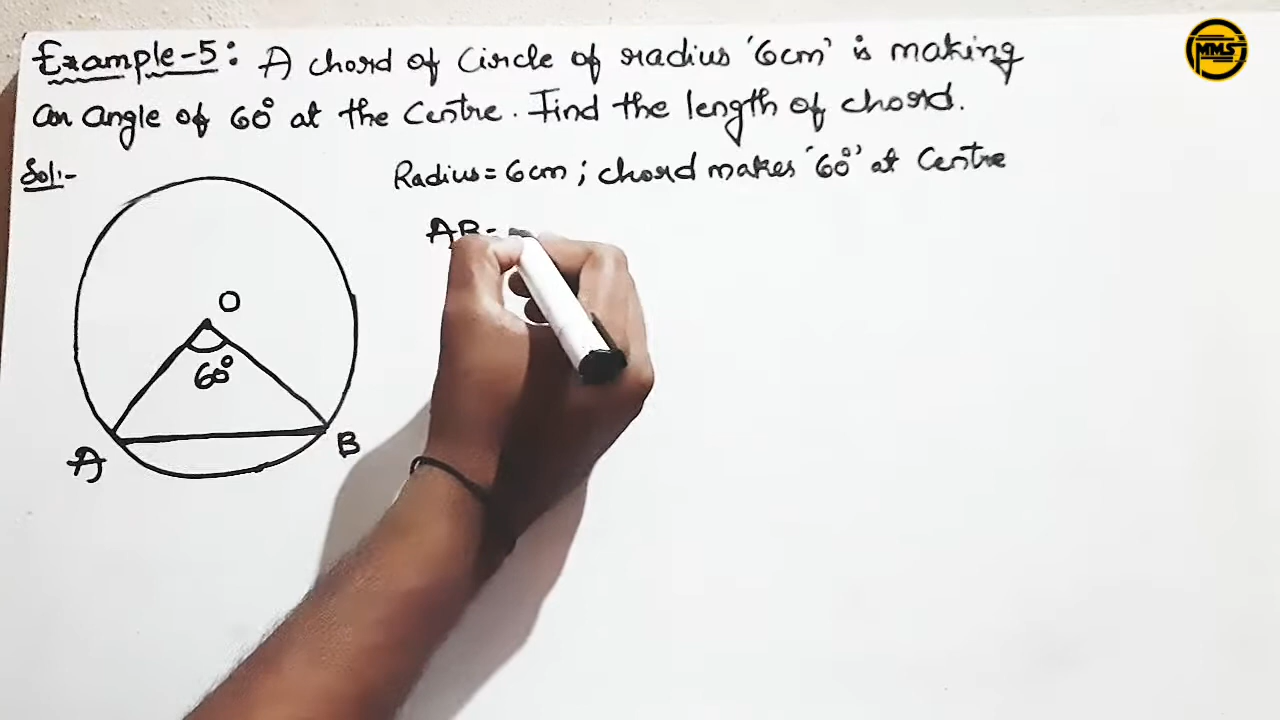 Example-5: A chord of Circle of radius '6cm' is making
an angle of 60° at the Centre. Find the length of chord.
Sol:-
Radius = 6cm ; chord makes '60°' at Centre
AB=
O
60°
A
B
MMS